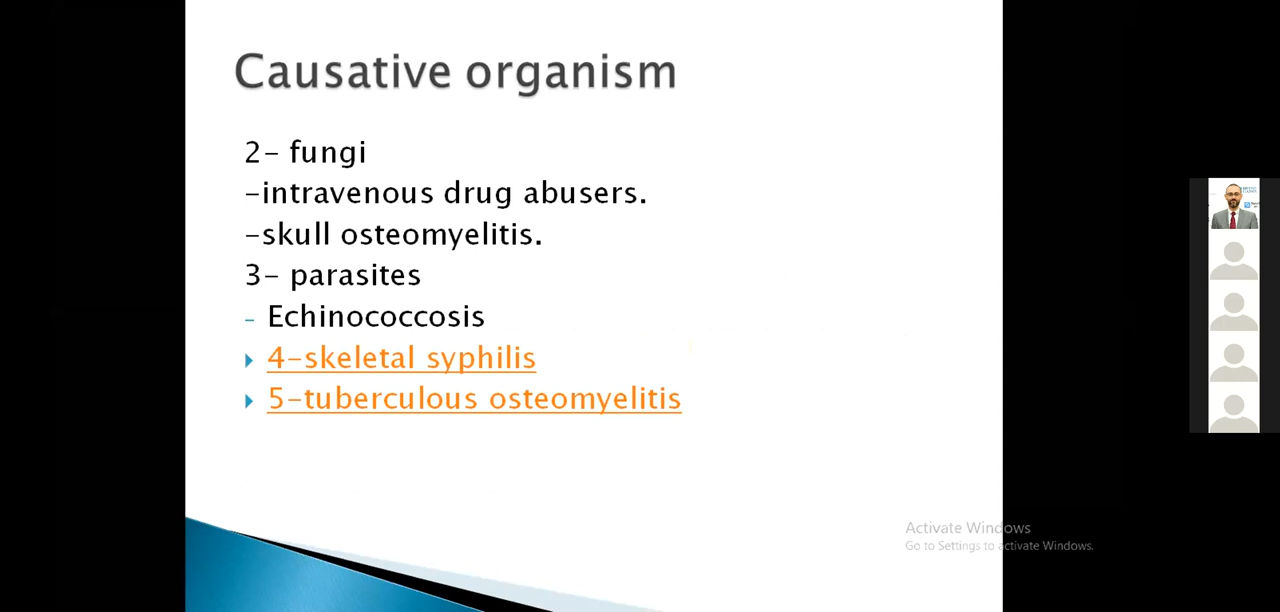 Causative organism
2- fungi
-intravenous drug abusers.
-skull osteomyelitis.
3- parasites
- Echinococcosis
4-skeletal syphilis
5-tuberculous osteomyelitis
Activate Windows
Go to Settings to activate Windows.